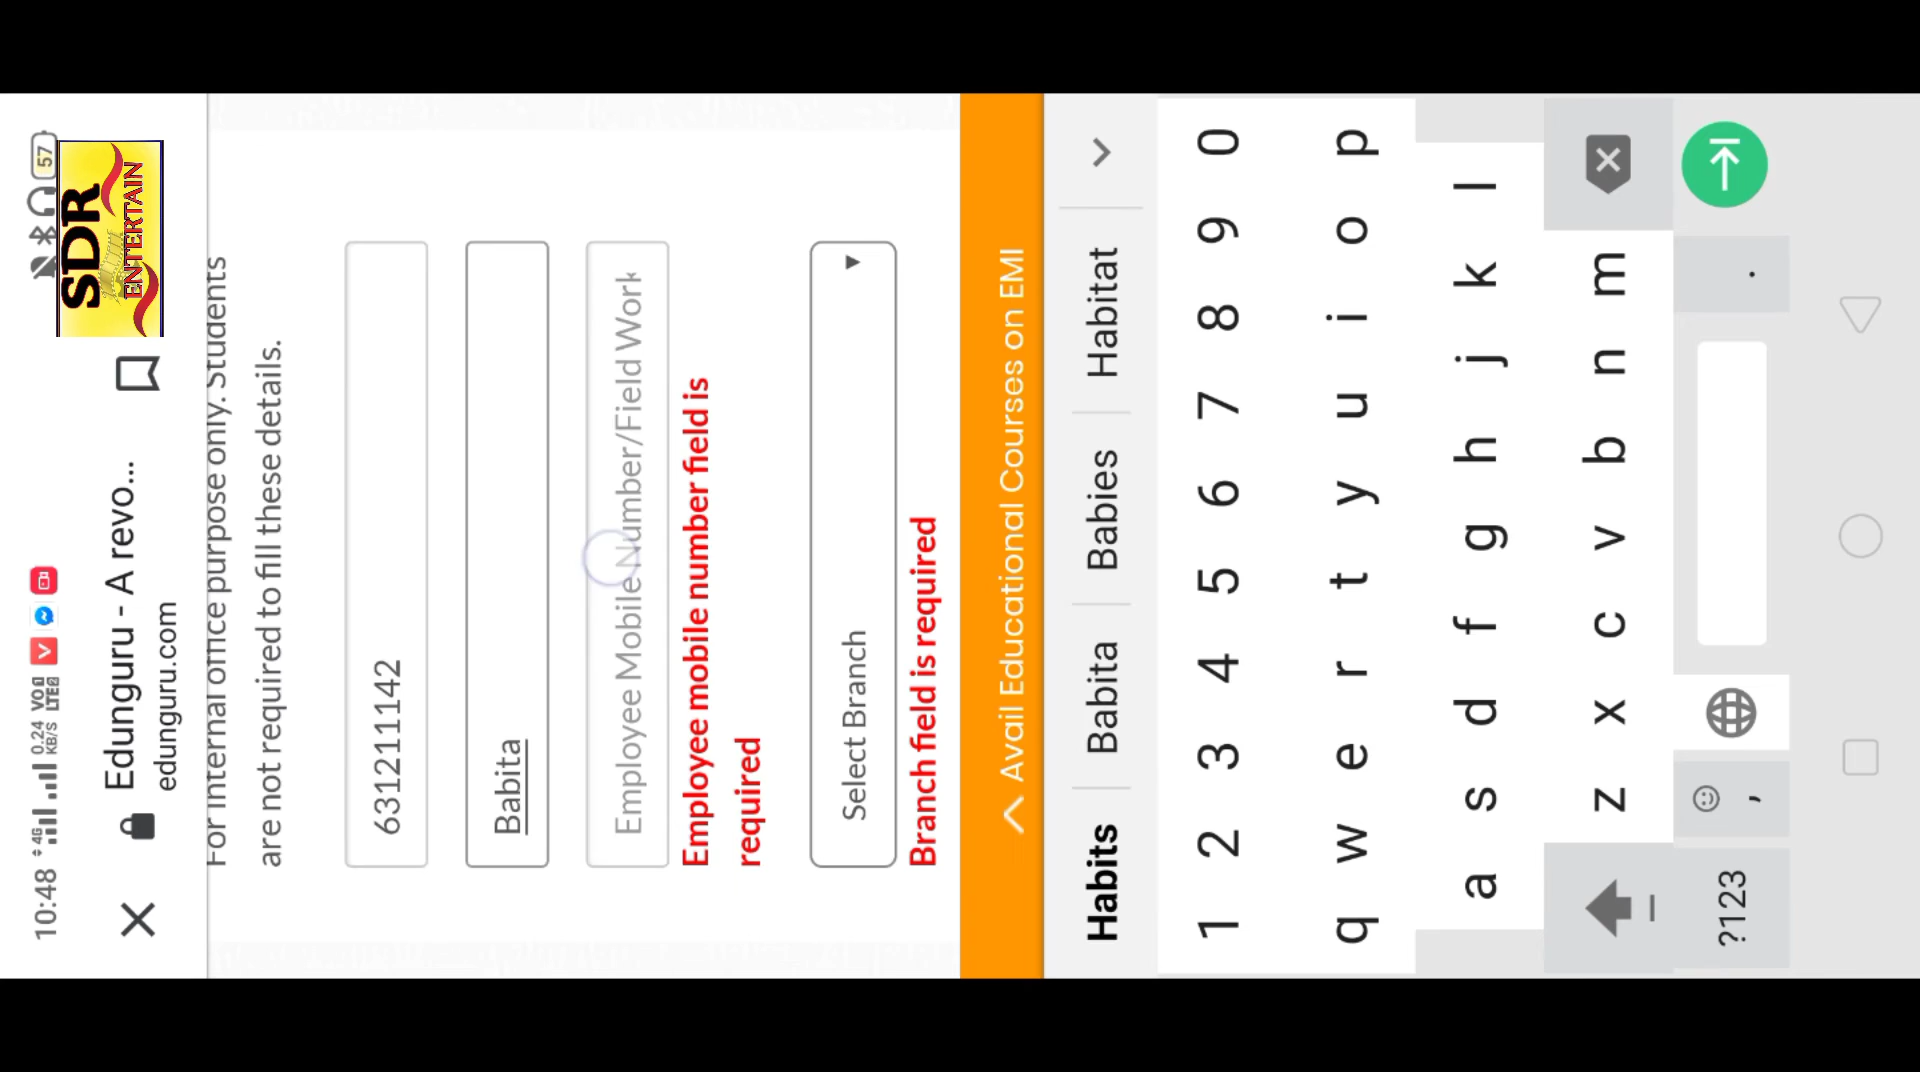 10:48 4G 0.24 KB/S VO1 LTE2 57
SDR
ENTERTAIN
Edunguru - A revo...
edunguru.com
For Internal office purpose only. Students
are not required to fill these details.
6312111142
Babita
Employee Mobile Number/Field Work
Employee mobile number field is
required
Select Branch
Branch field is required
Avail Educational Courses on EMI
Habits Babita Babies Habitat
1 2 3 4 5 6 7 8 9 0
q w e r t y u i o p
a s d f g h j k l
z x c v b n m
?123 , .